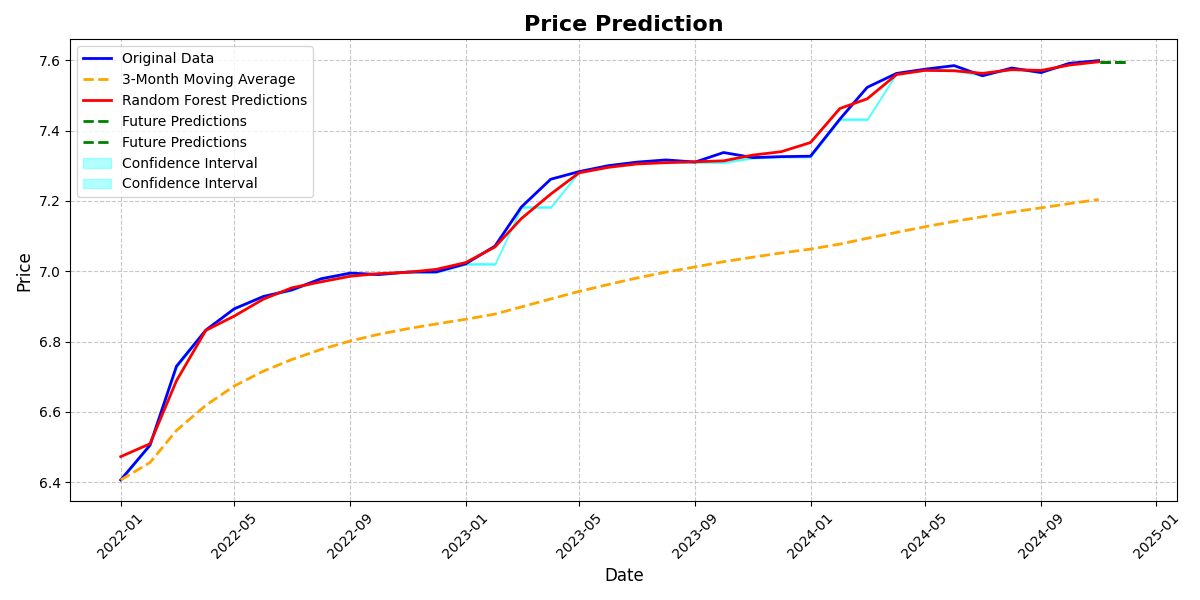 Price Prediction
Original Data
3-Month Moving Average
Random Forest Predictions
Future Predictions
Future Predictions
Confidence Interval
Confidence Interval
7.6
7.4
7.2
7.0
6.8
6.6
6.4
Price
2022-01
2022-05
2022-09
2023-01
2023-05
2023-09
2024-01
2024-05
2024-09
2025-01
Date